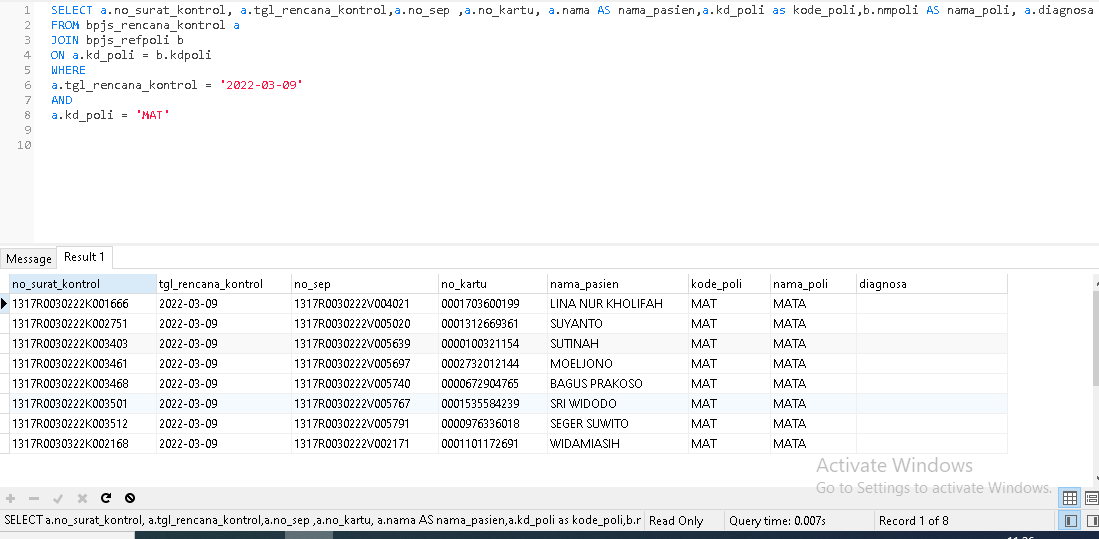 1 SELECT a.no_surat_kontrol, a.tgl_rencana_kontrol,a.no_sep ,a.no_kartu, a.nama AS nama_pasien,a.kd_poli as kode_poli,b.nmpoli AS nama_poli, a.diagnosa
2 FROM bpjs_rencana_kontrol a
3 JOIN bpjs_refpoli b
4 ON a.kd_poli = b.kdpoli
5 WHERE
6 a.tgl_rencana_kontrol = '2022-03-09'
7 AND
8 a.kd_poli = 'MAT'
9
10
Message Result 1
no_surat_kontrol tgl_rencana_kontrol no_sep no_kartu nama_pasien kode_poli nama_poli diagnosa
1317R0030222K001666 2022-03-09 1317R0030222V004021 0001703600199 LINA NUR KHOLIFAH MAT MATA
1317R0030222K002751 2022-03-09 1317R0030222V005020 0001312669361 SUYANTO MAT MATA
1317R0030222K003403 2022-03-09 1317R0030222V005639 0000100321154 SUTINAH MAT MATA
1317R0030222K003461 2022-03-09 1317R0030222V005697 0002732012144 MOELJONO MAT MATA
1317R0030222K003468 2022-03-09 1317R0030222V005740 0000672904765 BAGUS PRAKOSO MAT MATA
1317R0030222K003501 2022-03-09 1317R0030222V005767 0001535584239 SRI WIDODO MAT MATA
1317R0030222K003512 2022-03-09 1317R0030222V005791 0000976336018 SEGER SUWITO MAT MATA
1317R0030322K002168 2022-03-09 1317R0030222V002171 0001101172691 WIDAMIASIH MAT MATA
Activate Windows
Go to Settings to activate Windows.
SELECT a.no_surat_kontrol, a.tgl_rencana_kontrol,a.no_sep ,a.no_kartu, a.nama AS nama_pasien,a.kd_poli as kode_poli,b.r Read Only Query time: 0.007s Record 1 of 8